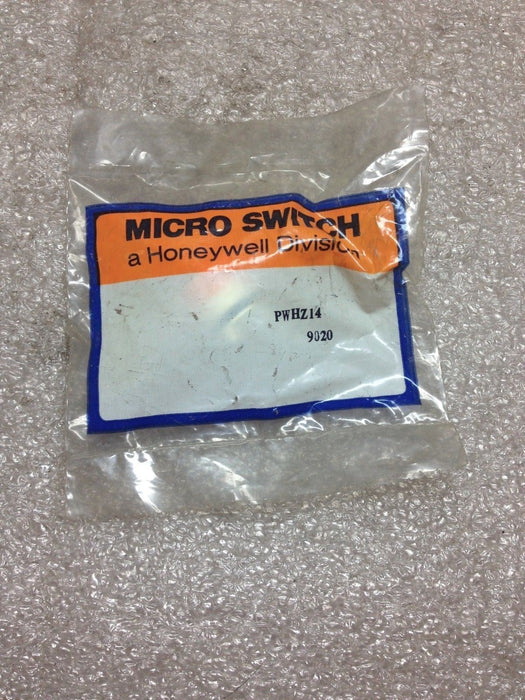 MICRO SWITCH
a Honeywell Division
PWHZ14
9020